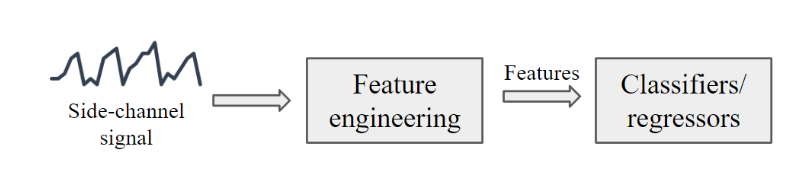 Side-channel
signal
Feature
engineering
Features
Classifiers/
regressors